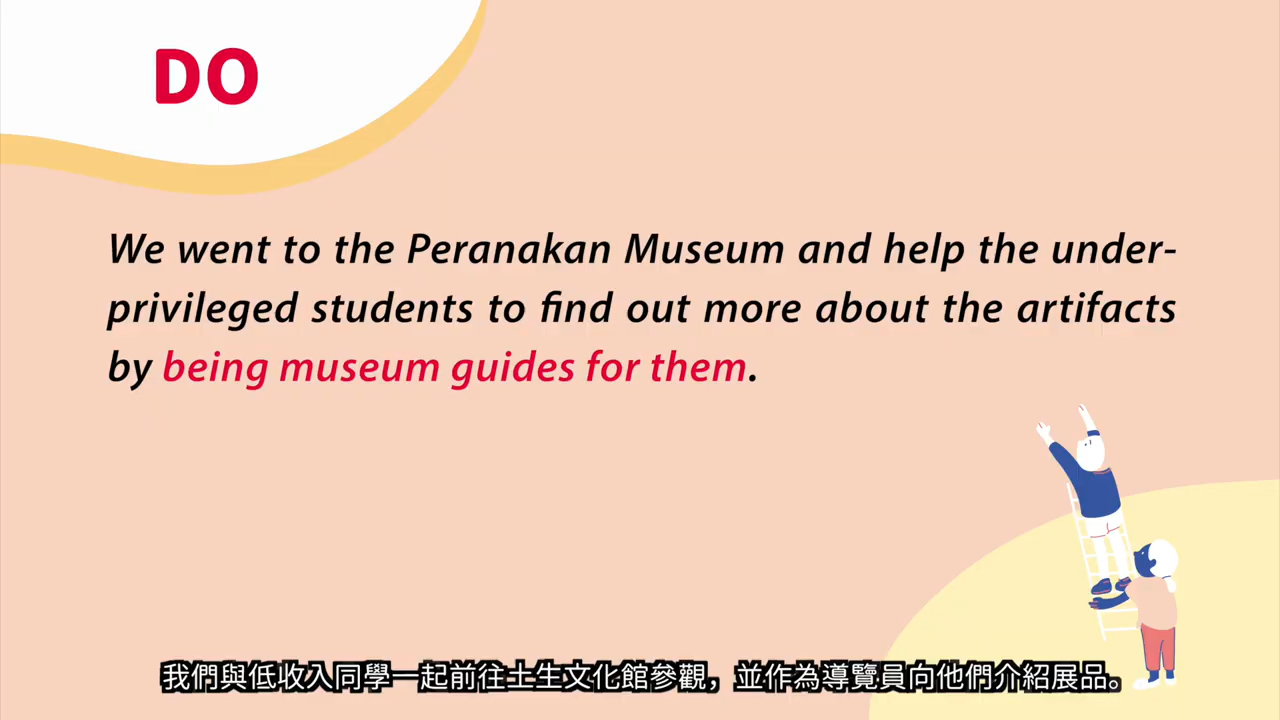 DO
We went to the Peranakan Museum and help the under-
privileged students to find out more about the artifacts
by being museum guides for them.
我們與低收入同學一起前往土生文化館參觀，並作為導覽員向他們介紹展品。